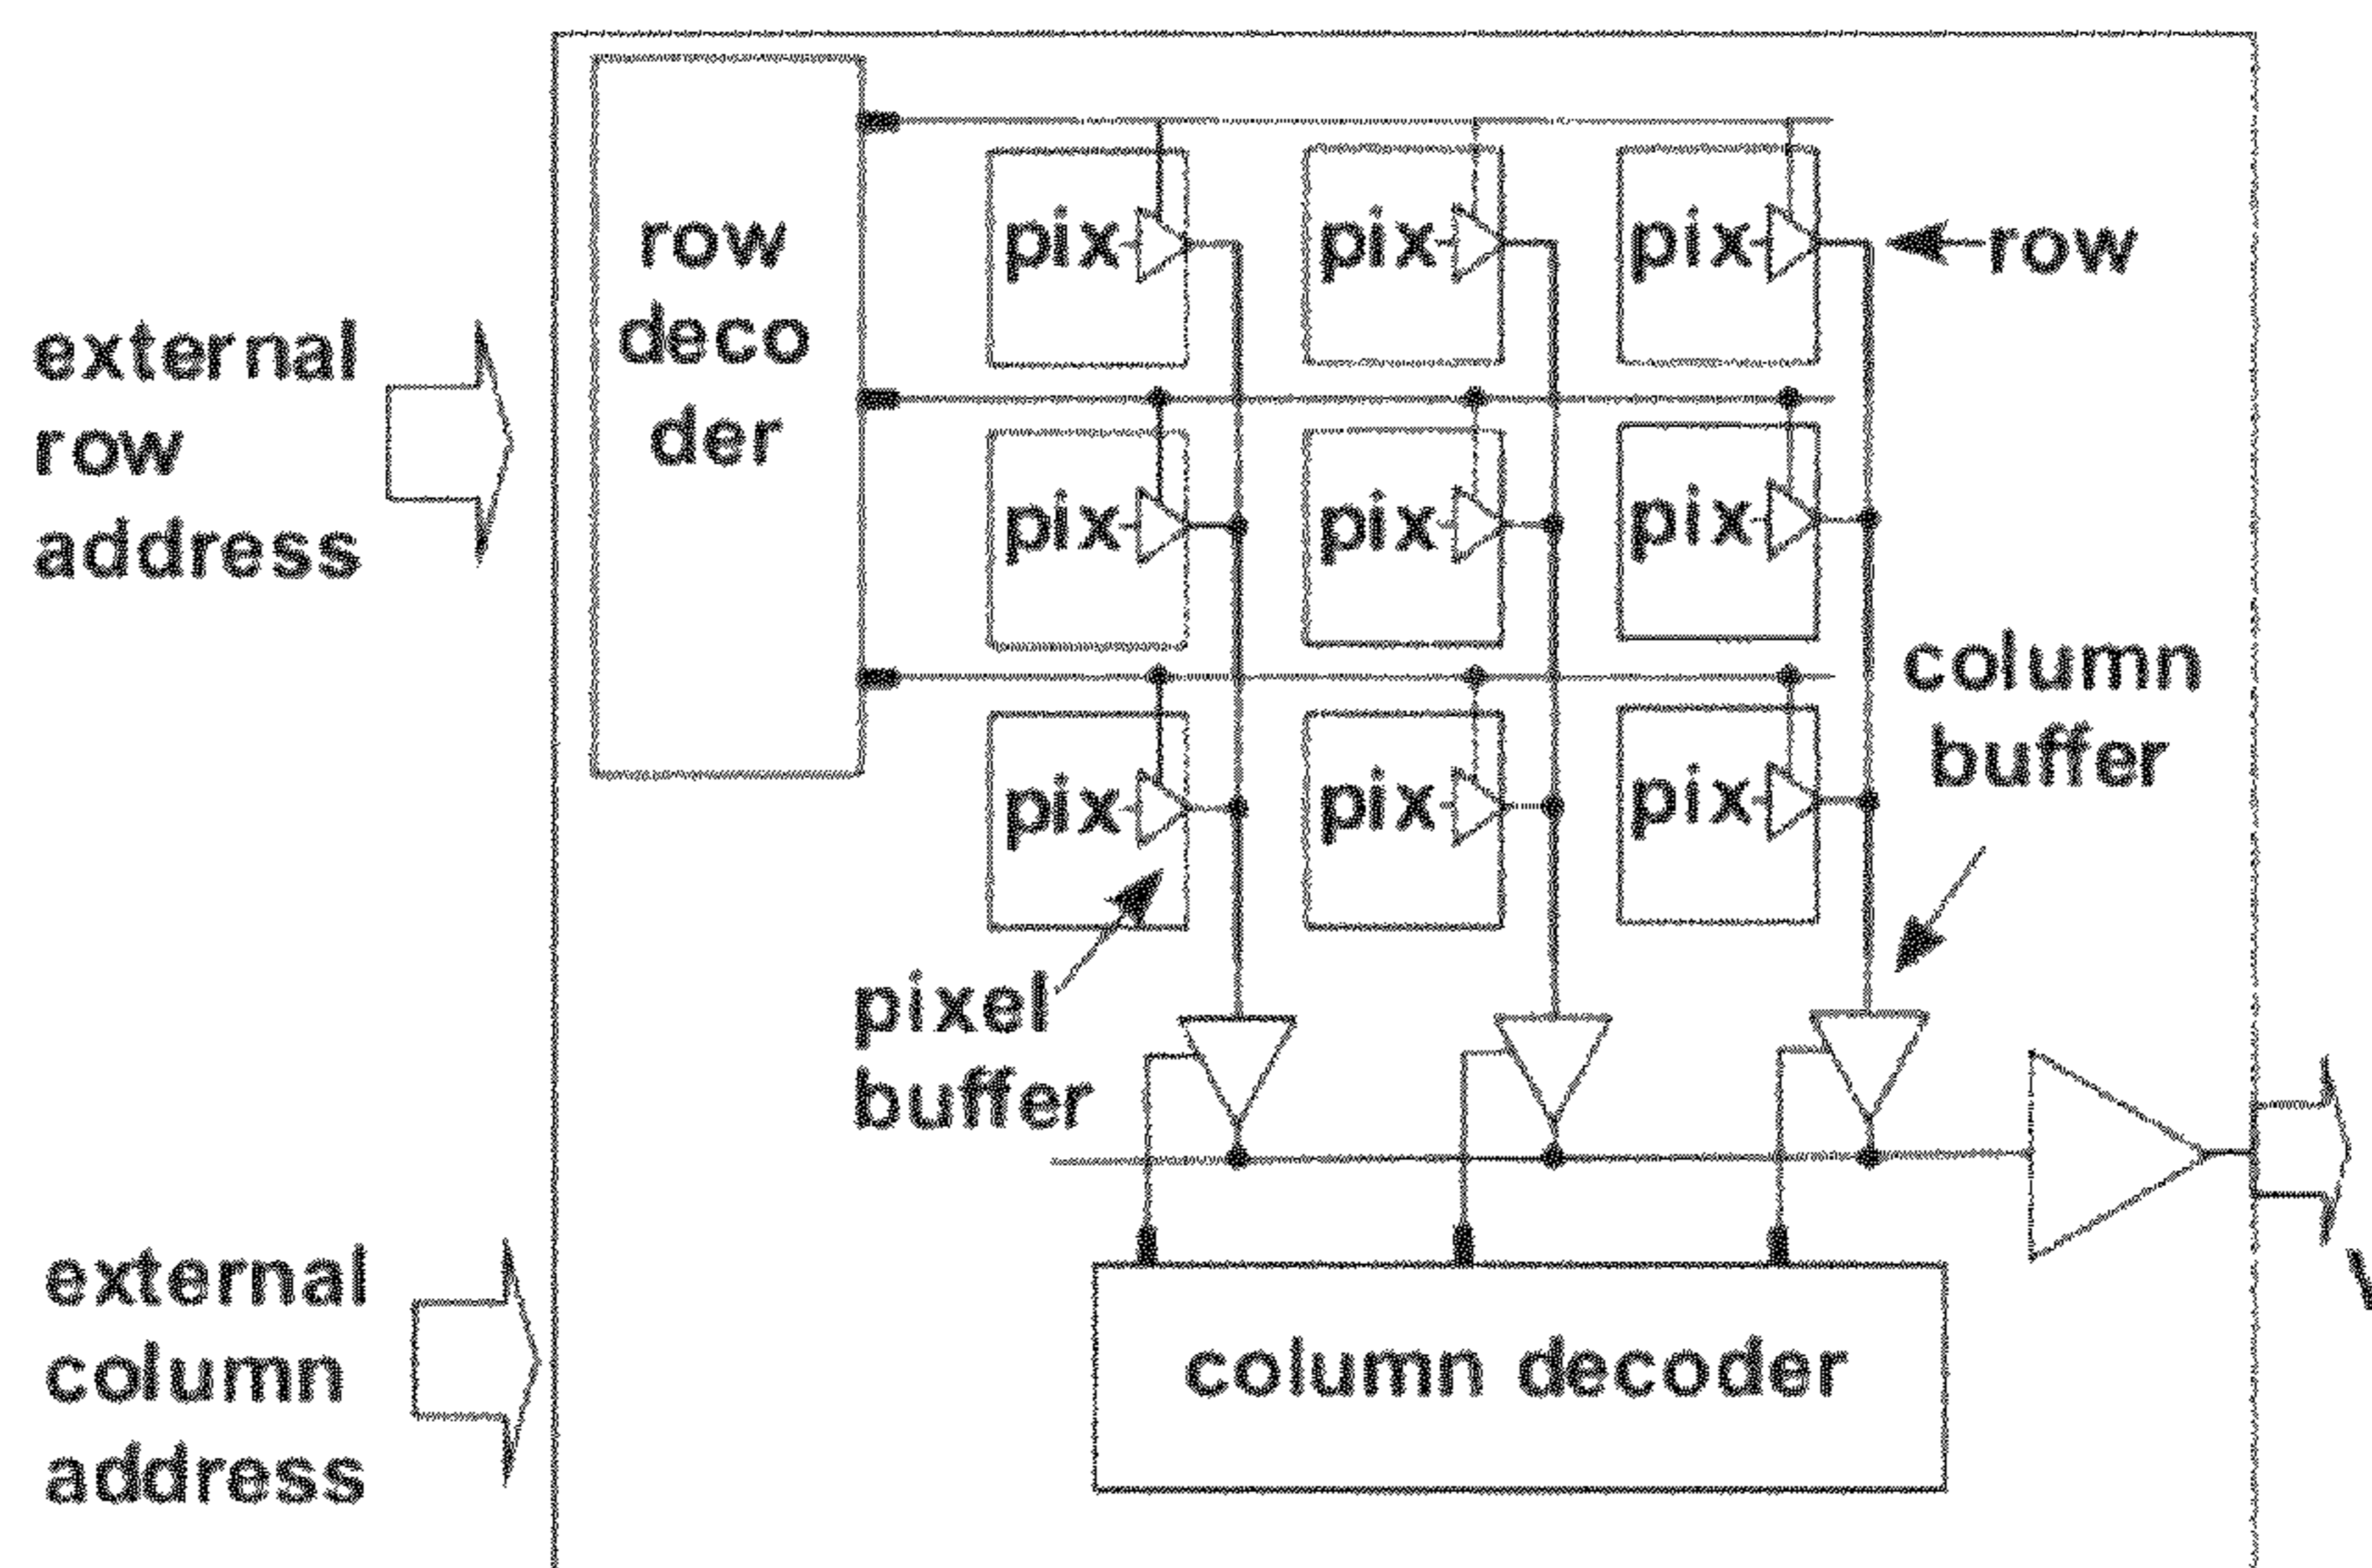 row
deco
der
external
row
address
pix
pix
pix
row
pix
pix
pix
pix
pix
pix
column
buffer
pixel
buffer
external
column
address
column decoder